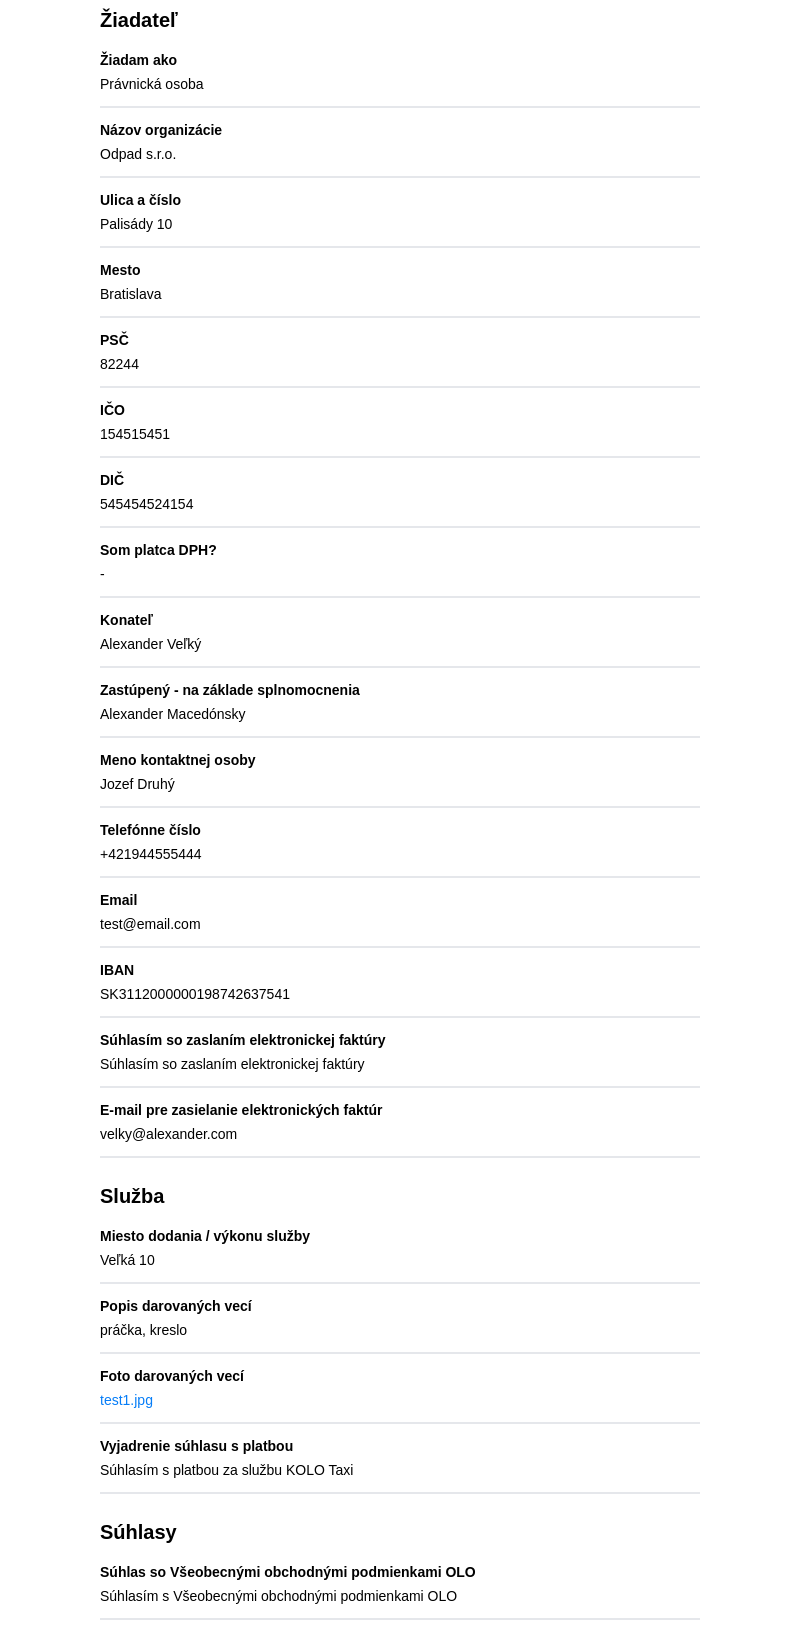 Žiadateľ
Žiadam ako
Právnická osoba
Názov organizácie
Odpad s.r.o.
Ulica a číslo
Palisády 10
Mesto
Bratislava
PSČ
82244
IČO
154515451
DIČ
545454524154
Som platca DPH?
-
Konateľ
Alexander Veľký
Zastúpený - na základe splnomocnenia
Alexander Macedónsky
Meno kontaktnej osoby
Jozef Druhý
Telefónne číslo
+421944555444
Email
test@email.com
IBAN
SK3112000000198742637541
Súhlasím so zaslaním elektronickej faktúry
Súhlasím so zaslaním elektronickej faktúry
E-mail pre zasielanie elektronických faktúr
velky@alexander.com
Služba
Miesto dodania / výkonu služby
Veľká 10
Popis darovaných vecí
práčka, kreslo
Foto darovaných vecí
test1.jpg
Vyjadrenie súhlasu s platbou
Súhlasím s platbou za službu KOLO Taxi
Súhlasy
Súhlas so Všeobecnými obchodnými podmienkami OLO
Súhlasím s Všeobecnými obchodnými podmienkami OLO